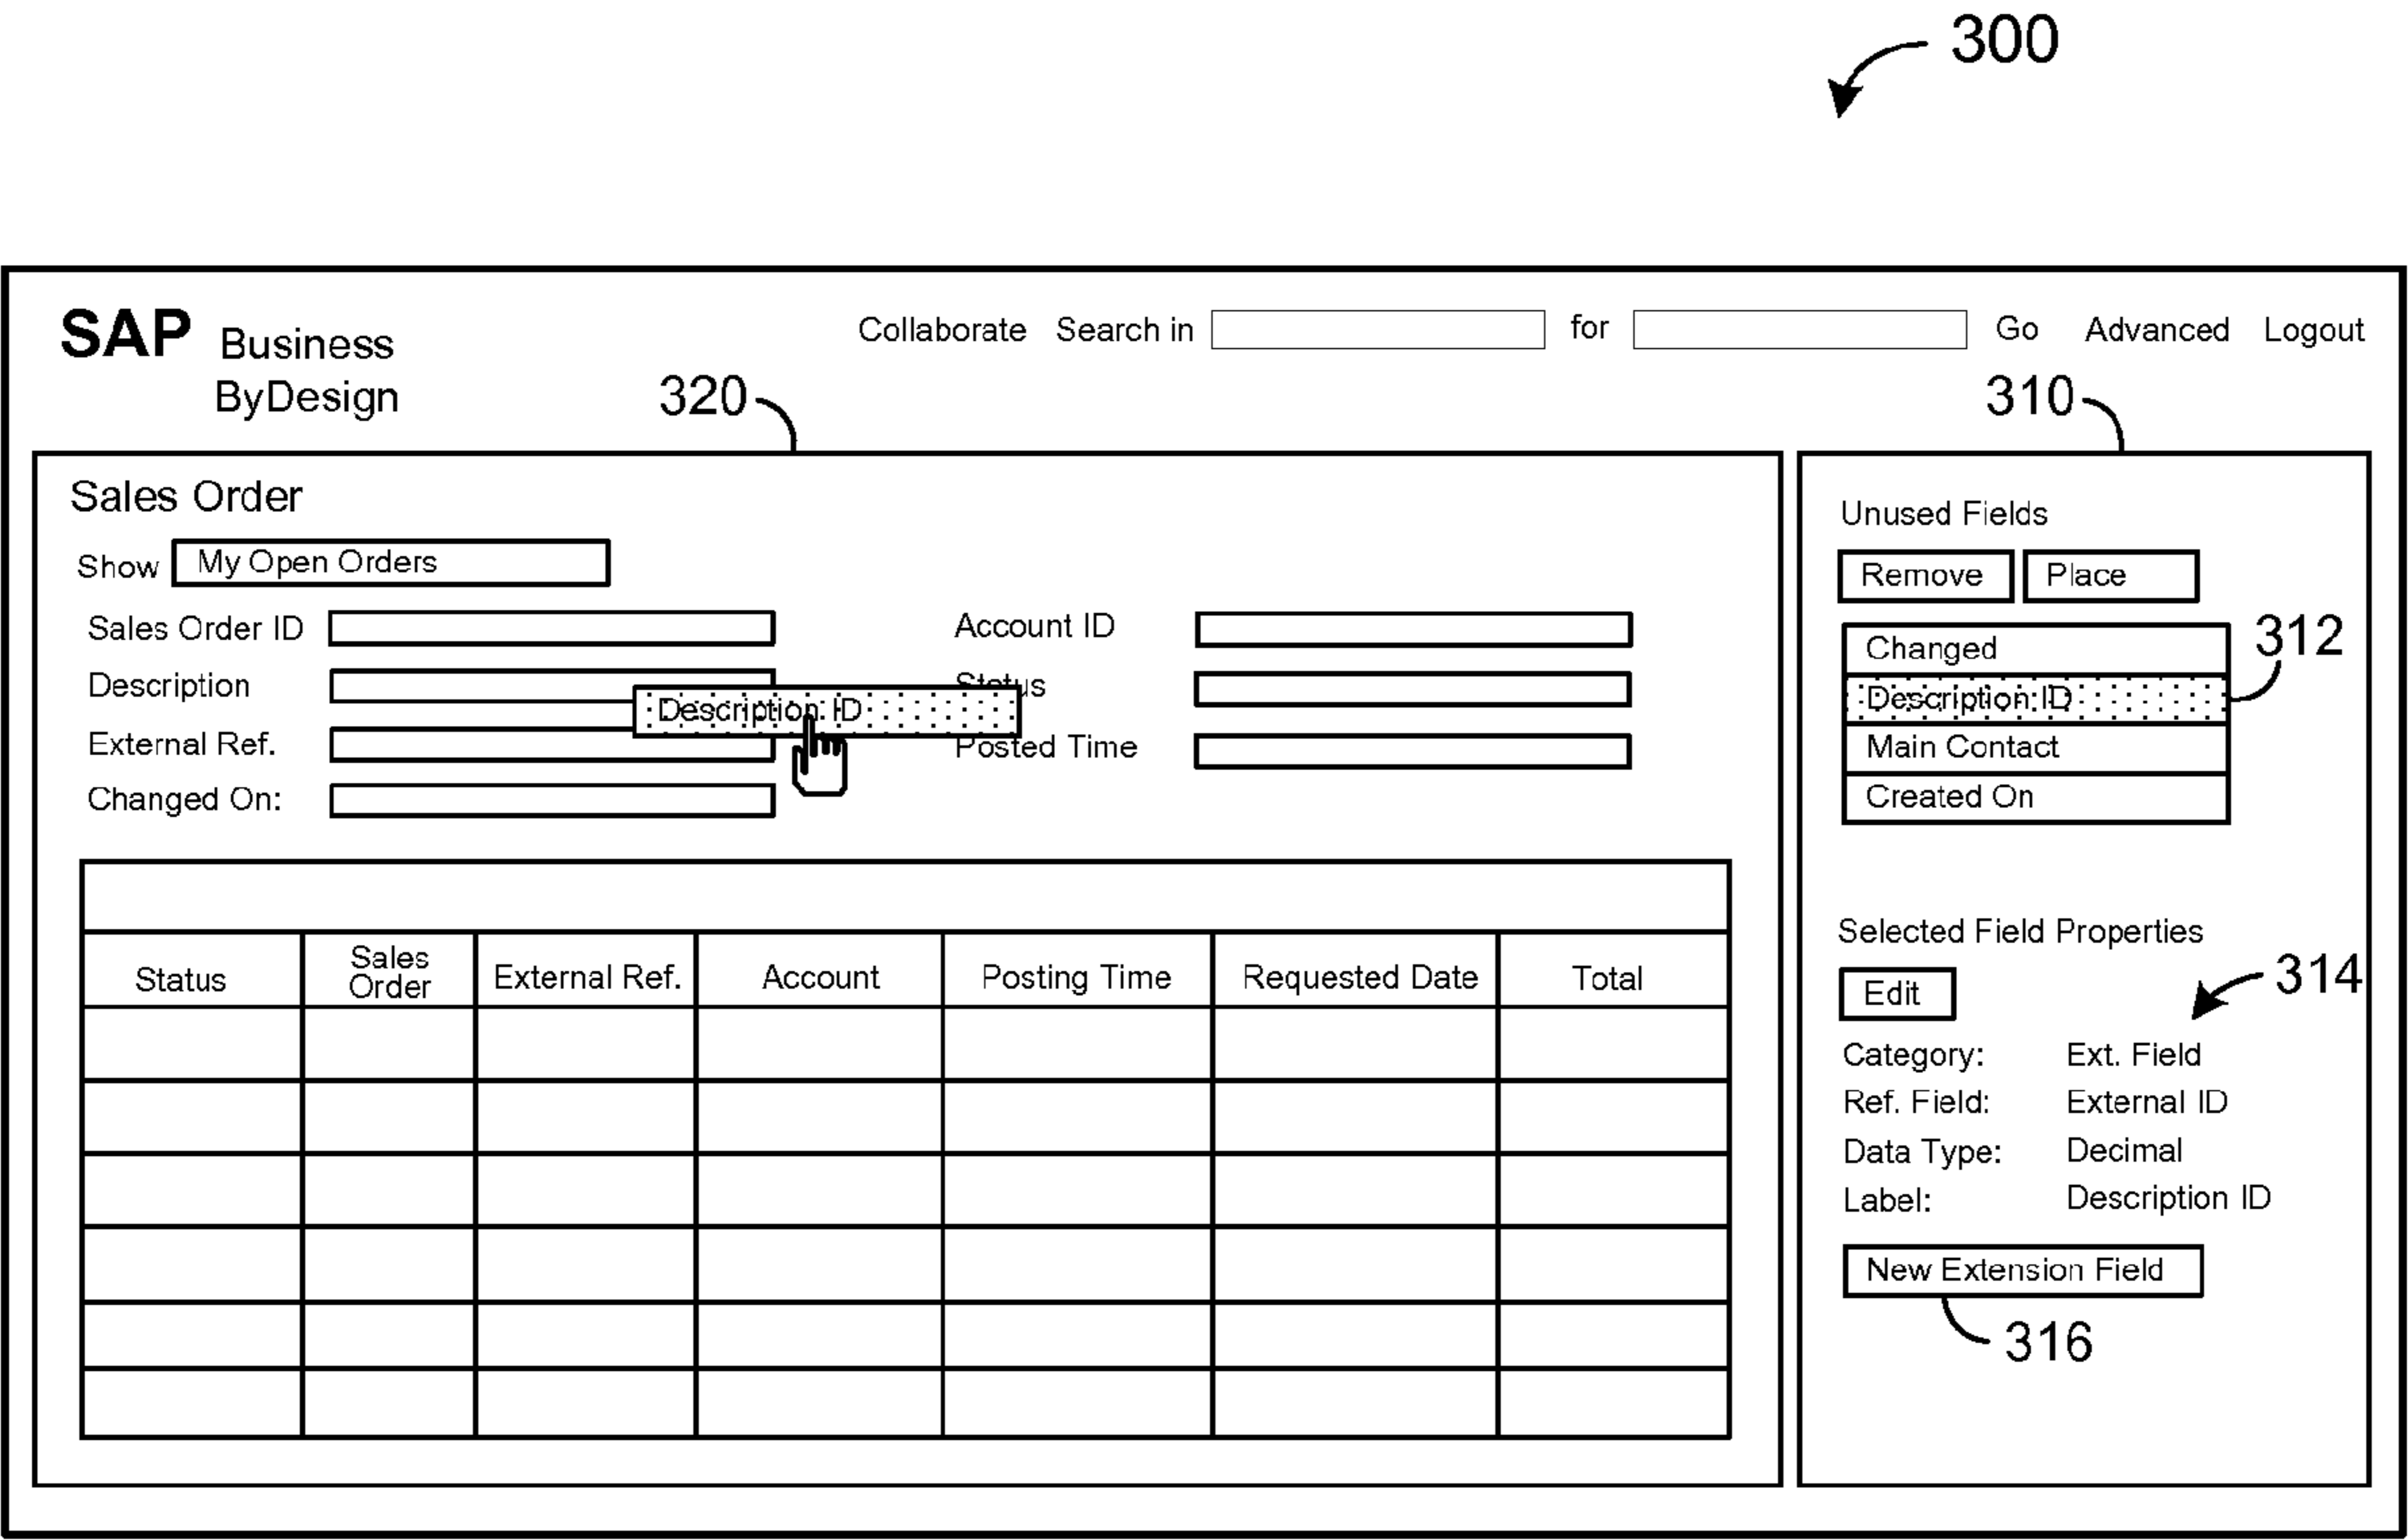 300
SAP Business
ByDesign
Collaborate Search in for Go Advanced Logout
320
310
Sales Order
Show My Open Orders
Sales Order ID
Account ID
Description
Status
Description ID
External Ref.
Posted Time
Changed On:
Status
Sales
Order
External Ref.
Account
Posting Time
Requested Date
Total
Unused Fields
Remove Place
Changed
312
Description ID
Main Contact
Created On
Selected Field Properties
Edit
314
Category: Ext. Field
Ref. Field: External ID
Data Type: Decimal
Label: Description ID
New Extension Field
316